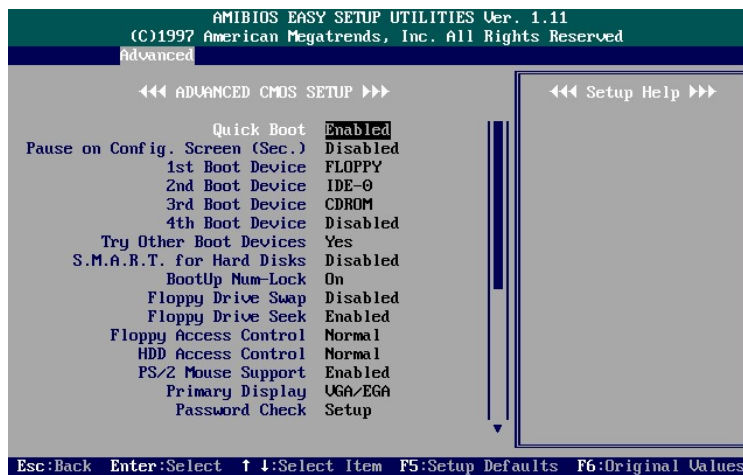 AMIBIOS EASY SETUP UTILITIES Ver. 1.11
(C)1997 American Megatrends, Inc. All Rights Reserved
Advanced
ADVANCED CMOS SETUP
Setup Help
Quick Boot Enabled
Pause on Config. Screen (Sec.) Disabled
1st Boot Device FLOPPY
2nd Boot Device IDE-0
3rd Boot Device CDROM
4th Boot Device Disabled
Try Other Boot Devices Yes
S.M.A.R.T. for Hard Disks Disabled
BootUp Num-Lock On
Floppy Drive Swap Disabled
Floppy Drive Seek Enabled
Floppy Access Control Normal
HDD Access Control Normal
PS/2 Mouse Support Enabled
Primary Display VGA/EGA
Password Check Setup
Esc:Back Enter:Select ↑ ↓:Select Item F5:Setup Defaults F6:Original Values